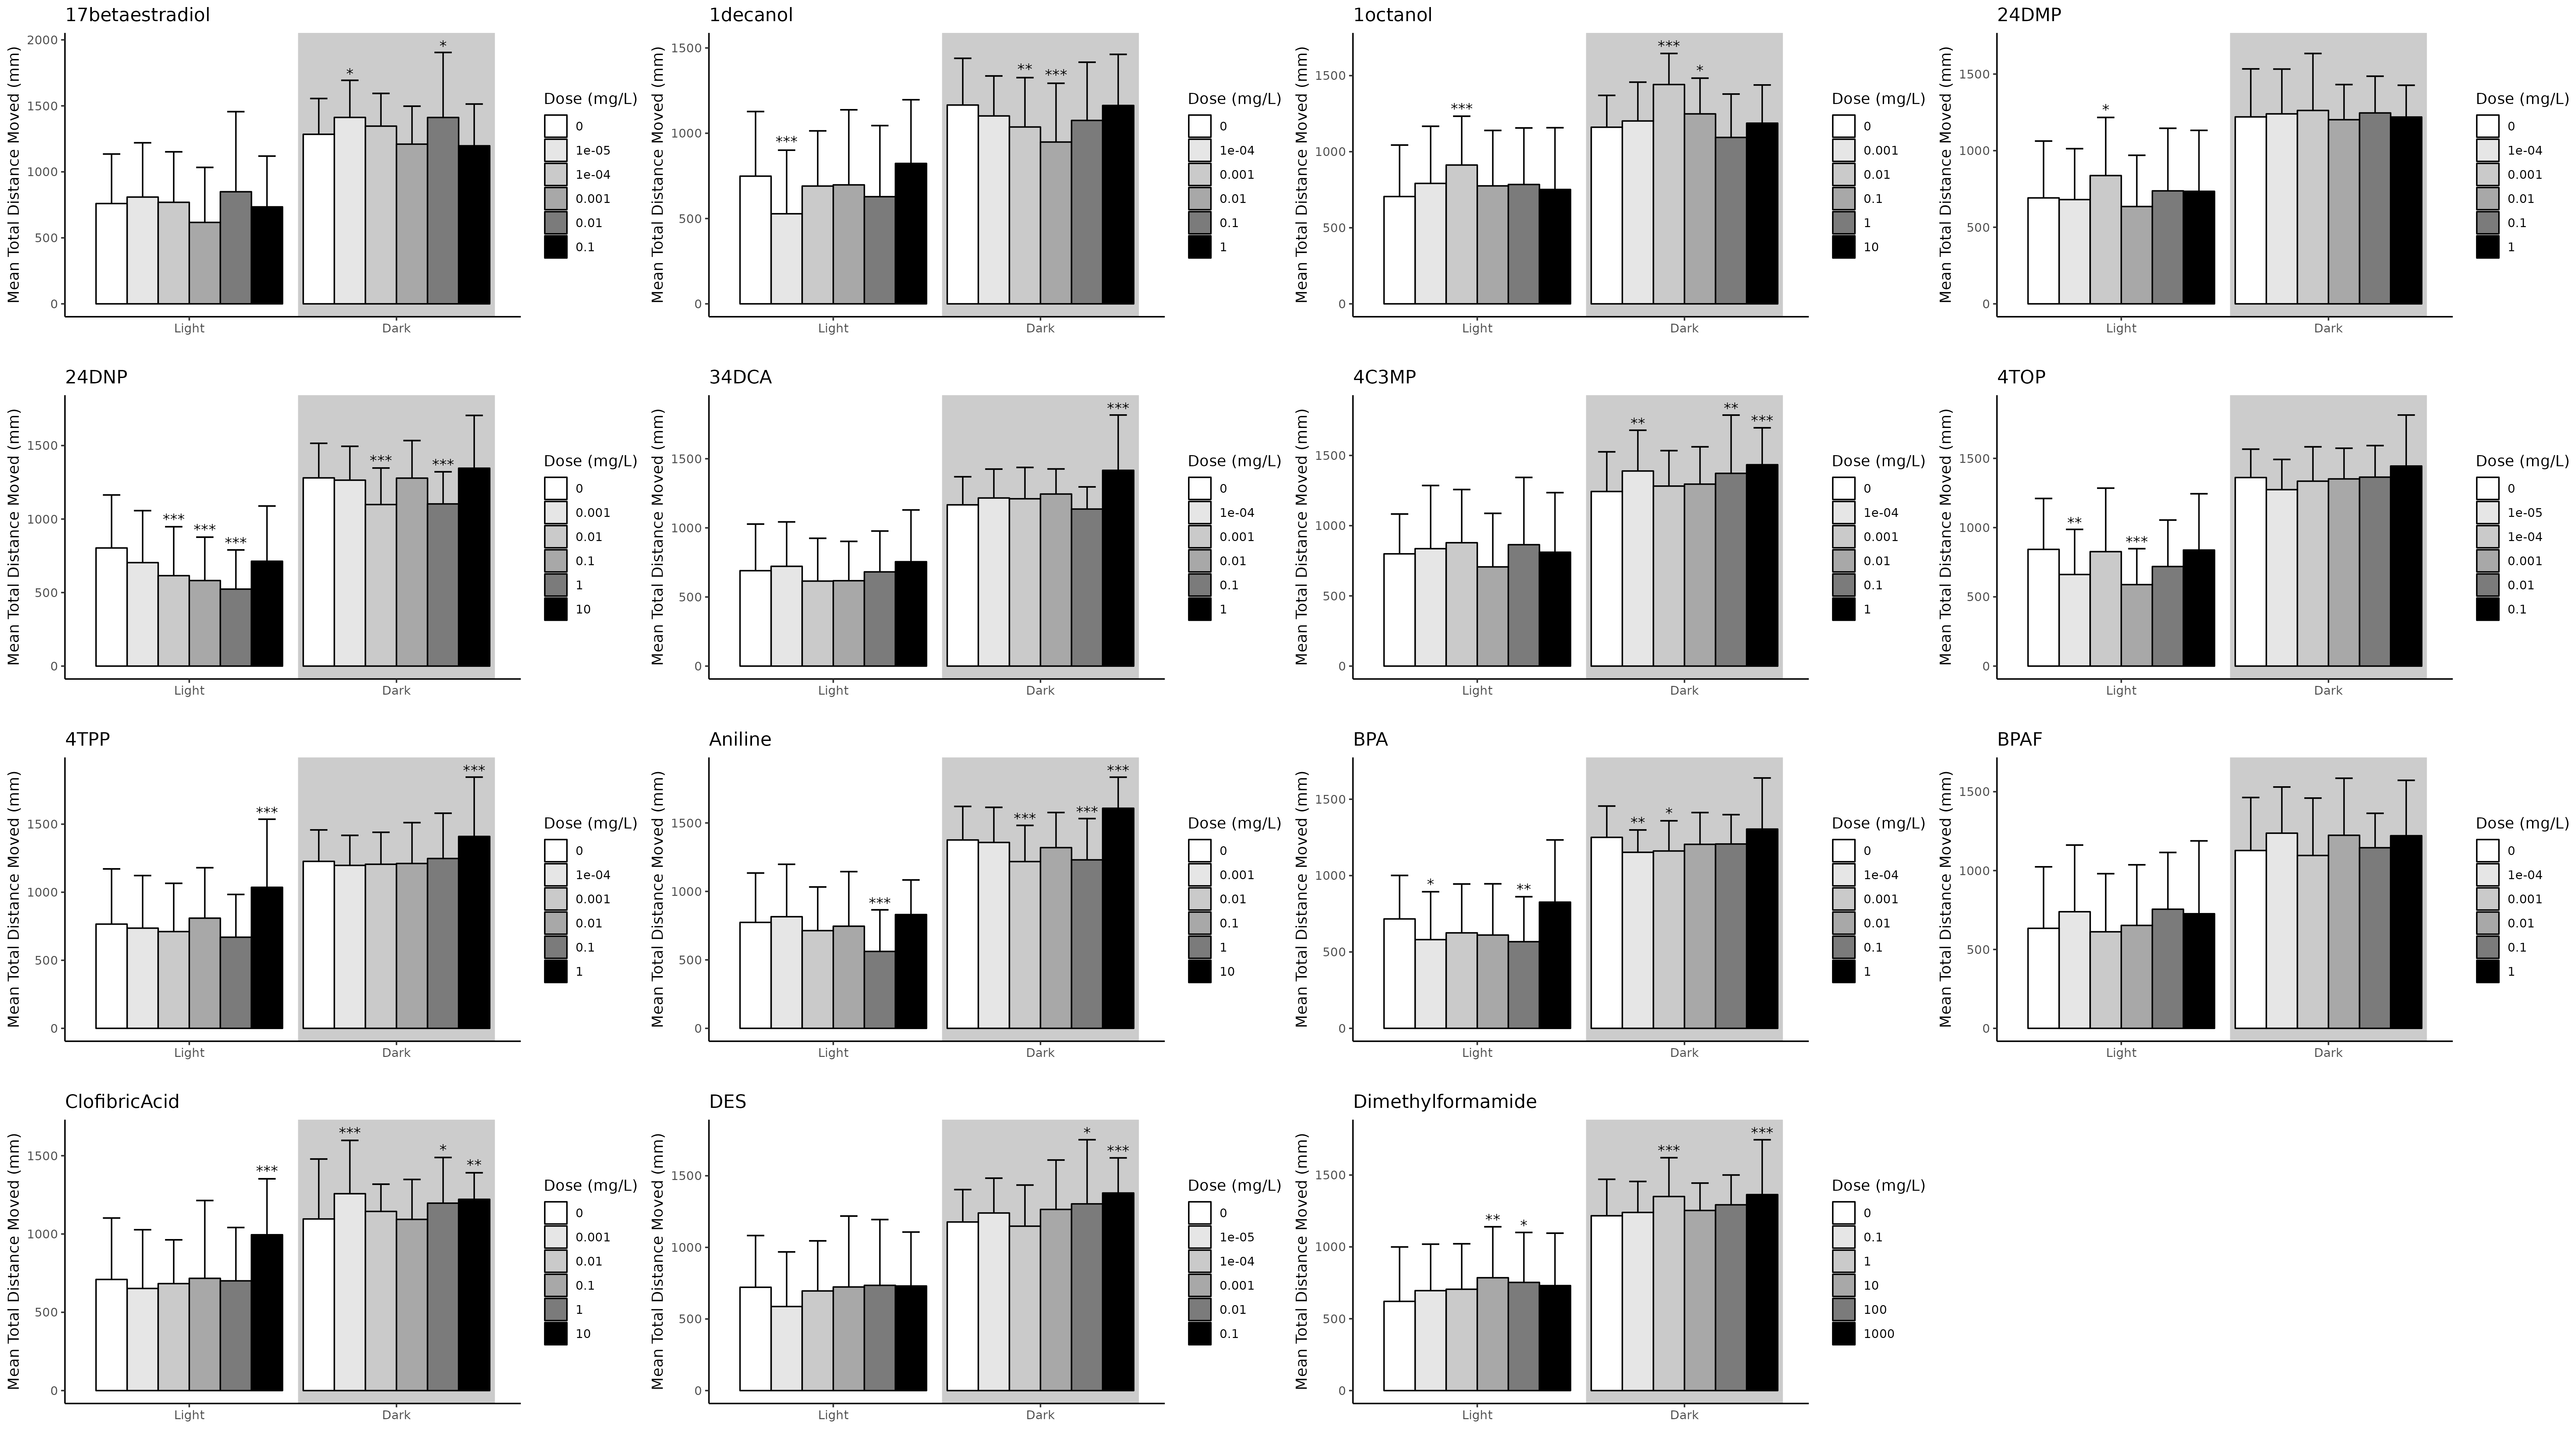 17betaestradiol
Mean Total Distance Moved (mm)
2000
1500
1000
500
0
* *
Light Dark
Dose (mg/L)
0
1e-05
1e-04
0.001
0.01
0.1
1decanol
Mean Total Distance Moved (mm)
1500
1000
500
0
*** ** ***
Light Dark
Dose (mg/L)
0
1e-04
0.001
0.01
0.1
1
1octanol
Mean Total Distance Moved (mm)
1500
1000
500
0
*** *** *
Light Dark
Dose (mg/L)
0
0.001
0.01
0.1
1
10
24DMP
Mean Total Distance Moved (mm)
1500
1000
500
0
*
Light Dark
Dose (mg/L)
0
1e-04
0.001
0.01
0.1
1
24DNP
Mean Total Distance Moved (mm)
1500
1000
500
0
*** *** *** *** ***
Light Dark
Dose (mg/L)
0
0.001
0.01
0.1
1
10
34DCA
Mean Total Distance Moved (mm)
1500
1000
500
0
***
Light Dark
Dose (mg/L)
0
1e-04
0.001
0.01
0.1
1
4C3MP
Mean Total Distance Moved (mm)
1500
1000
500
0
** ** ***
Light Dark
Dose (mg/L)
0
1e-04
0.001
0.01
0.1
1
4TOP
Mean Total Distance Moved (mm)
1500
1000
500
0
** ***
Light Dark
Dose (mg/L)
0
1e-05
1e-04
0.001
0.01
0.1
4TPP
Mean Total Distance Moved (mm)
1500
1000
500
0
*** ***
Light Dark
Dose (mg/L)
0
1e-04
0.001
0.01
0.1
1
Aniline
Mean Total Distance Moved (mm)
1500
1000
500
0
*** *** *** ***
Light Dark
Dose (mg/L)
0
0.001
0.01
0.1
1
10
BPA
Mean Total Distance Moved (mm)
1500
1000
500
0
* ** ** *
Light Dark
Dose (mg/L)
0
1e-04
0.001
0.01
0.1
1
BPAF
Mean Total Distance Moved (mm)
1500
1000
500
0
Light Dark
Dose (mg/L)
0
1e-04
0.001
0.01
0.1
1
ClofibricAcid
Mean Total Distance Moved (mm)
1500
1000
500
0
*** *** * **
Light Dark
Dose (mg/L)
0
0.001
0.01
0.1
1
10
DES
Mean Total Distance Moved (mm)
1500
1000
500
0
* ***
Light Dark
Dose (mg/L)
0
1e-05
1e-04
0.001
0.01
0.1
Dimethylformamide
Mean Total Distance Moved (mm)
1500
1000
500
0
** * *** ***
Light Dark
Dose (mg/L)
0
0.1
1
10
100
1000